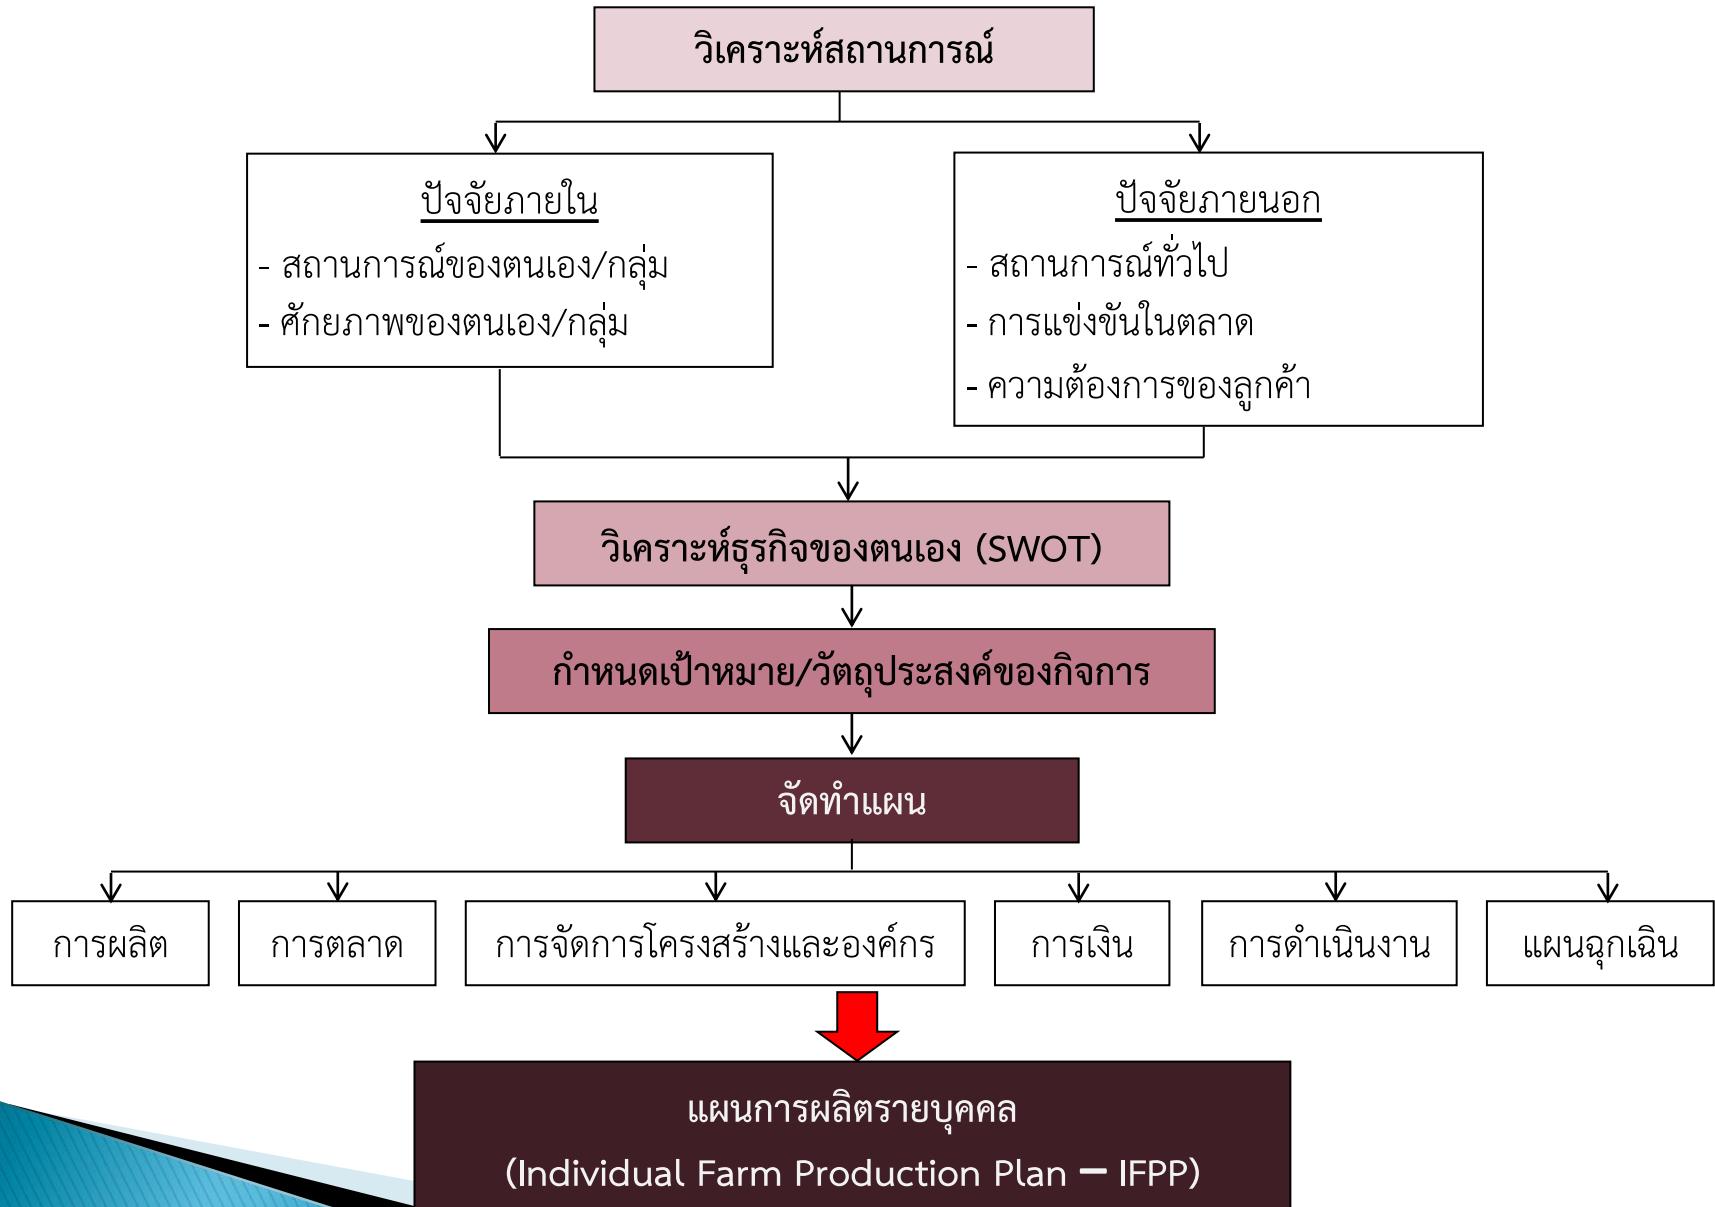 วิเคราะห์สถานการณ์
ปัจจัยภายใน
- สถานการณ์ของตนเอง/กลุ่ม
- ศักยภาพของตนเอง/กลุ่ม
ปัจจัยภายนอก
- สถานการณ์ทั่วไป
- การแข่งขันในตลาด
- ความต้องการของลูกค้า
วิเคราะห์ธุรกิจของตนเอง (SWOT)
กำหนดเป้าหมาย/วัตถุประสงค์ของกิจการ
จัดทำแผน
การผลิต
การตลาด
การจัดการโครงสร้างและองค์กร
การเงิน
การดำเนินงาน
แผนฉุกเฉิน
แผนการผลิตรายบุคคล
(Individual Farm Production Plan – IFPP)